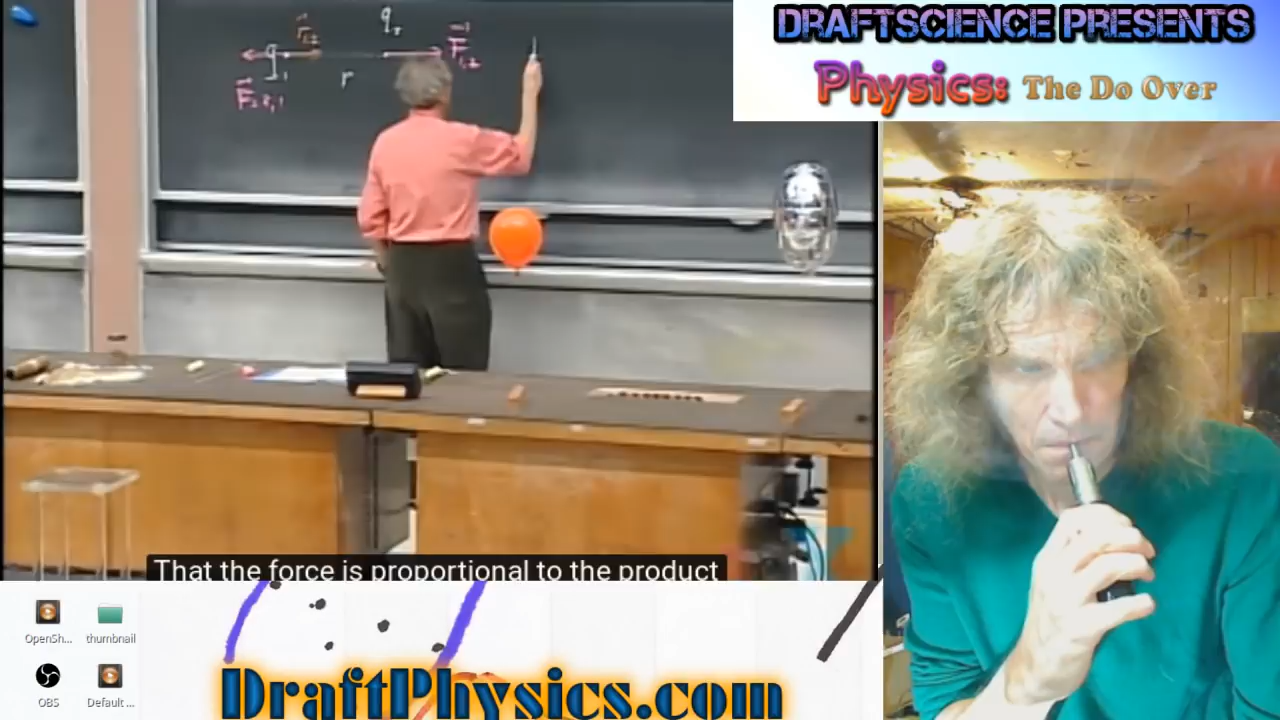 DRAFTSCIENCE PRESENTS
Physics: The Do Over
r
That the force is proportional to the product
OpenSh...
thumbnail
OBS
Default ...
DraftPhysics.com